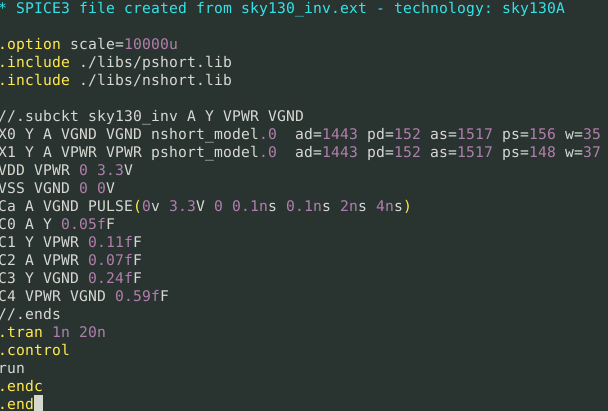 * SPICE3 file created from sky130_inv.ext - technology: sky130A
.option scale=10000u
.include ./libs/pshort.lib
.include ./libs/nshort.lib
//.subckt sky130_inv A Y VPWR VGND
X0 Y A VGND VGND nshort_model.0  ad=1443 pd=152 as=1517 ps=156 w=35
X1 Y A VPWR VPWR pshort_model.0  ad=1443 pd=152 as=1517 ps=148 w=37
VDD VPWR 0 3.3V
VSS VGND 0 0V
Ca A VGND PULSE(0v 3.3V 0 0.1ns 0.1ns 2ns 4ns)
C0 A Y 0.05fF
C1 Y VPWR 0.11fF
C2 A VPWR 0.07fF
C3 Y VGND 0.24fF
C4 VPWR VGND 0.59fF
//.ends
.tran 1n 20n
.control
run
.endc
.end